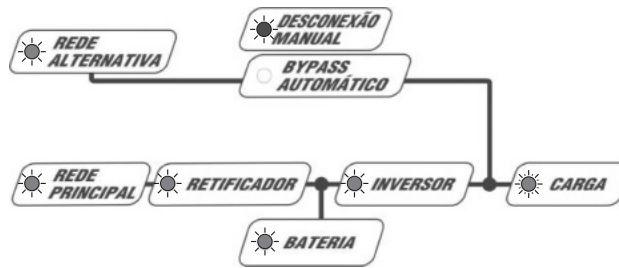 DESCONEXÃO
MANUAL
REDE
ALTERNATIVA
BYPASS
AUTOMÁTICO
REDE
PRINCIPAL
RETIFICADOR
INVERSOR
CARGA
BATERIA